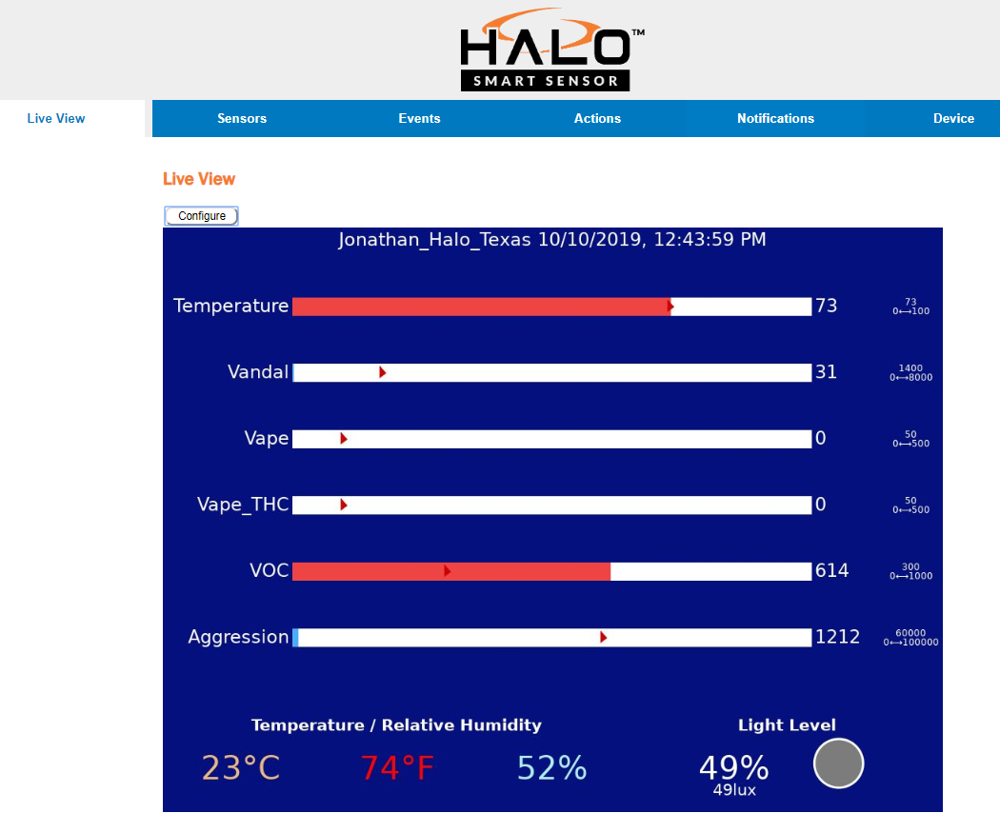 HALO™
SMART SENSOR
Live View Sensors Events Actions Notifications Device
Live View
Configure
Jonathan_Halo_Texas 10/10/2019, 12:43:59 PM
Temperature 73 73
0←→100
Vandal 31 1400
0←→8000
Vape 0 50
0←→500
Vape_THC 0 50
0←→500
VOC 614 300
0←→1000
Aggression 1212 60000
0←→100000
Temperature / Relative Humidity Light Level
23°C 74°F 52% 49%
49lux